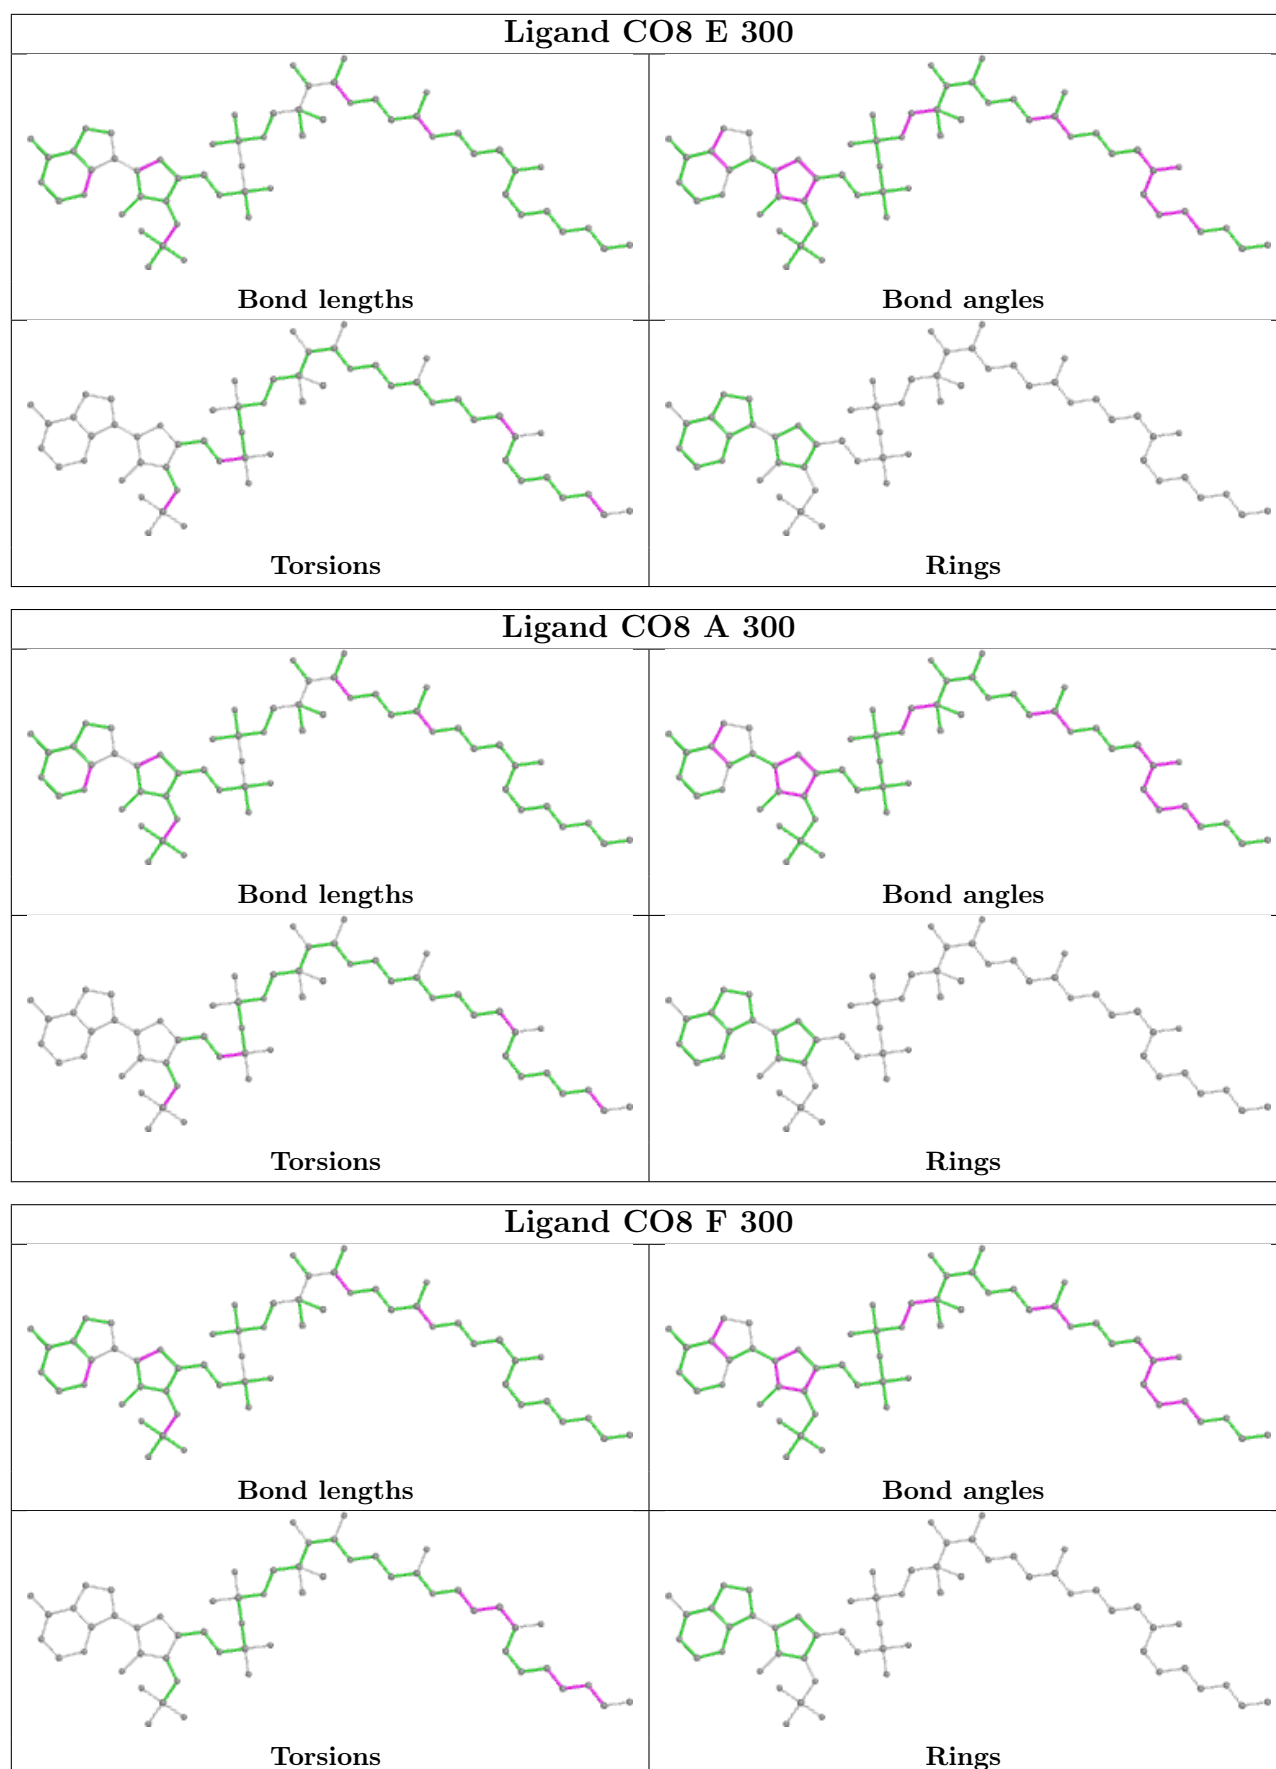 Ligand CO8 E 300
Bond lengths
Bond angles
Torsions
Rings
Ligand CO8 A 300
Bond lengths
Bond angles
Torsions
Rings
Ligand CO8 F 300
Bond lengths
Bond angles
Torsions
Rings